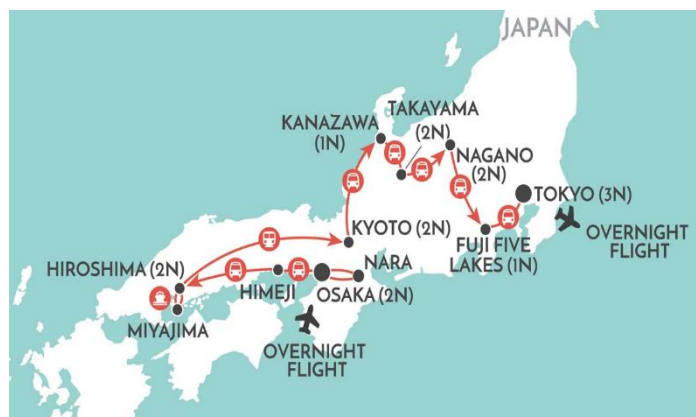 JAPAN
TAKAYAMA
(2N)
KANAZAWA
(1N)
NAGANO
(2N)
TOKYO (3N)
OVERNIGHT
FLIGHT
KYOTO (2N)
FUJI FIVE
LAKES (1N)
HIROSHIMA (2N)
NARA
HIMEJI
OSAKA (2N)
MIYAJIMA
OVERNIGHT
FLIGHT